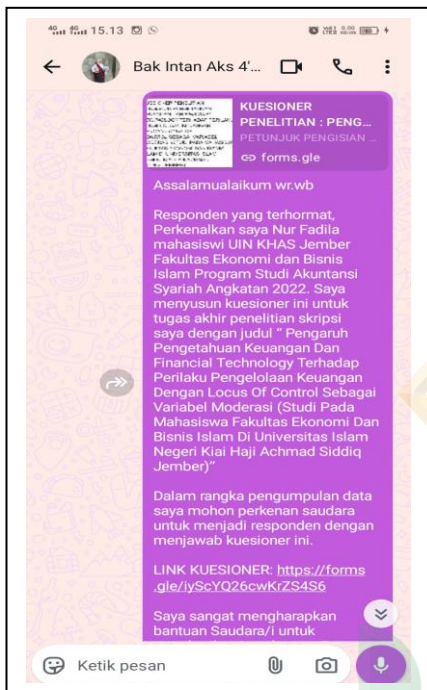 15.13
Bak Intan Aks 4'...
KUESIONER
PENELITIAN : PENG...
PETUNJUK PENGISIAN ...
forms.gle
Assalamualaikum wr.wb
Responden yang terhormat,
Perkenalkan saya Nur Fadila
mahasiswi UIN KHAS Jember
Fakultas Ekonomi dan Bisnis
Islam Program Studi Akuntansi
Syariah Angkatan 2022. Saya
menyusun kuesioner ini untuk
tugas akhir penelitian skripsi
saya dengan judul " Pengaruh
Pengetahuan Keuangan Dan
Financial Technology Terhadap
Perilaku Pengelolaan Keuangan
Dengan Locus Of Control Sebagai
Variabel Moderasi (Studi Pada
Mahasiswa Fakultas Ekonomi Dan
Bisnis Islam Di Universitas Islam
Negeri Kiai Haji Achmad Siddiq
Jember)"
Dalam rangka pengumpulan data
saya mohon perkenan saudara
untuk menjadi responden dengan
menjawab kuesioner ini.
LINK KUESIONER: https://forms
.gle/iyScYQ26cwKrZS4S6
Saya sangat mengharapkan
bantuan Saudara/i untuk
Ketik pesan